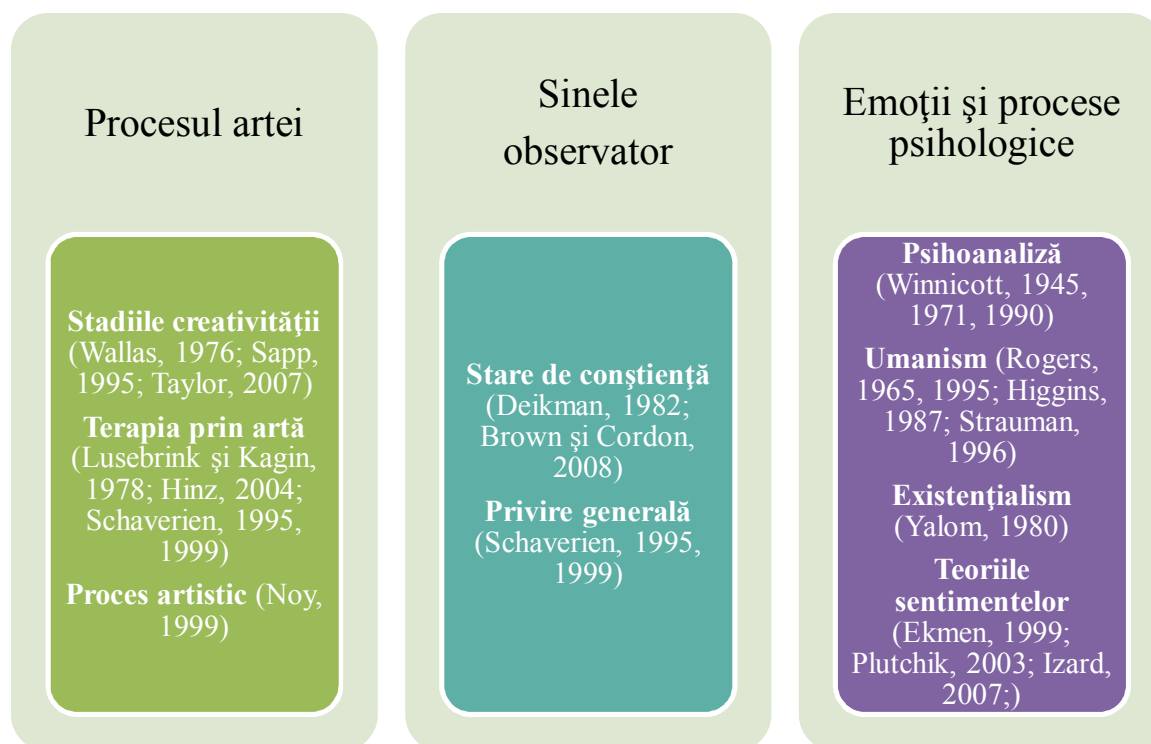 Procesul artei
Stadiile creativităţii
(Wallas, 1976; Sapp,
1995; Taylor, 2007)
Terapia prin artă
(Lusebrink şi Kagin,
1978; Hinz, 2004;
Schaverien, 1995,
1999)
Proces artistic (Noy,
1999)
Sinele
observator
Stare de conştienţă
(Deikman, 1982;
Brown şi Cordon,
2008)
Privire generală
(Schaverien, 1995,
1999)
Emoţii şi procese
psihologice
Psihoanaliză
(Winnicott, 1945,
1971, 1990)
Umanism (Rogers,
1965, 1995; Higgins,
1987; Strauman,
1996)
Existenţialism
(Yalom, 1980)
Teoriile
sentimentelor
(Ekmen, 1999;
Plutchik, 2003; Izard,
2007;)